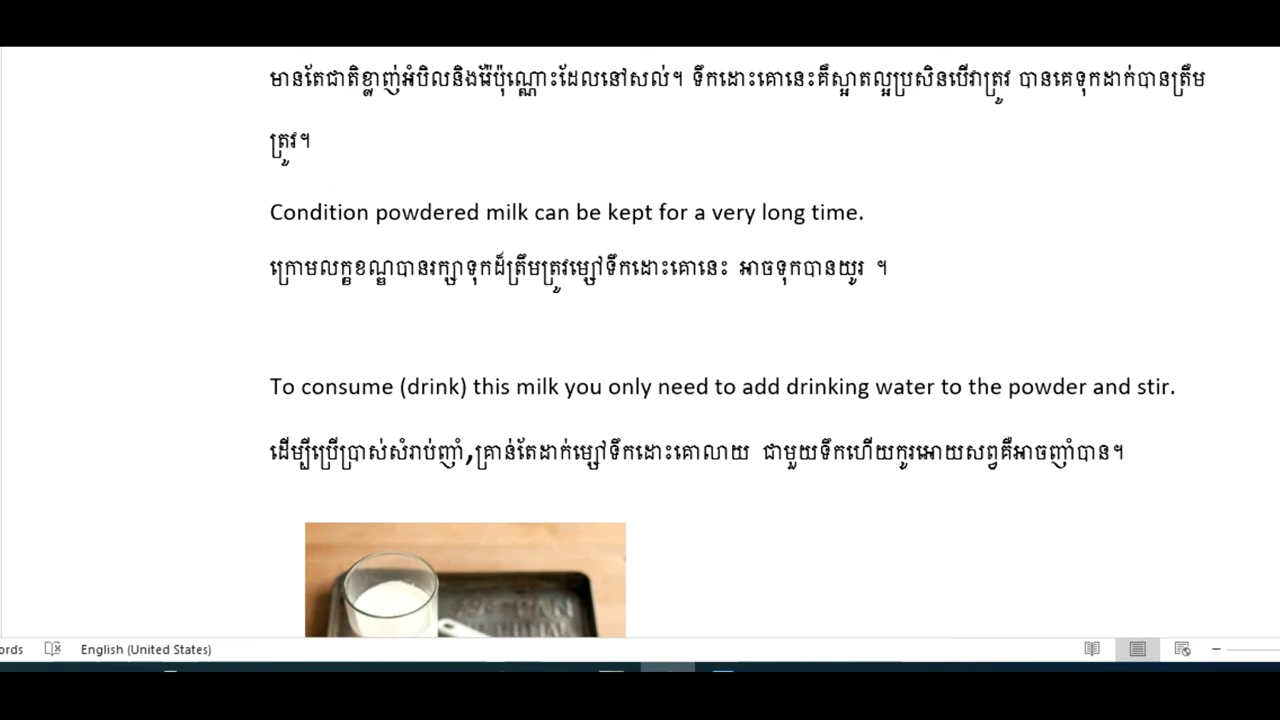 មានតែជាតិខ្លាញ់អំបិលនិងរ៉ែប៉ុណ្ណោះដែលនៅសល់។ ទឹកដោះគោនេះគឺស្អាតល្អប្រសិនបើវាត្រូវ បានគេទុកដាក់បានត្រឹម
ត្រូវ។
Condition powdered milk can be kept for a very long time.
ក្រោមលក្ខខណ្ឌបានរក្សាទុកដ៏ត្រឹមត្រូវម្សៅទឹកដោះគោនេះ អាចទុកបានយូរ ។
To consume (drink) this milk you only need to add drinking water to the powder and stir.
ដើម្បីប្រើប្រាស់សំរាប់ញ៉ាំ,គ្រាន់តែដាក់ម្សៅទឹកដោះគោលាយ ជាមួយទឹកហើយកូរអោយសព្វគឺអាចញ៉ាំបាន។
ords
English (United States)